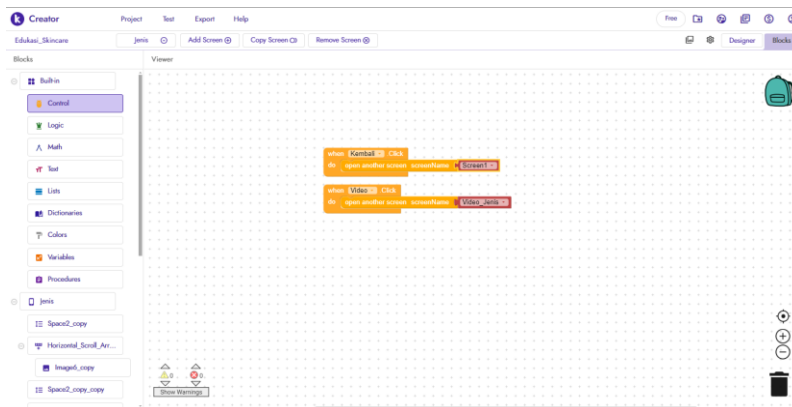 Creator Project Test Export Help Free
Edukasi_Skincare Jenis Add Screen Copy Screen Remove Screen Designer Blocks
Blocks Viewer
Built-in
Control
Logic
Math
Text
Lists
Dictionaries
Colors
Variables
Procedures
Jenis
Space2_copy
Horizontal_Scroll_Arr...
Image6_copy
Space2_copy_copy
when Kembali .Click
do open another screen screenName Screen1
when Video .Click
do open another screen screenName Video_Jenis
0 0
Show Warnings